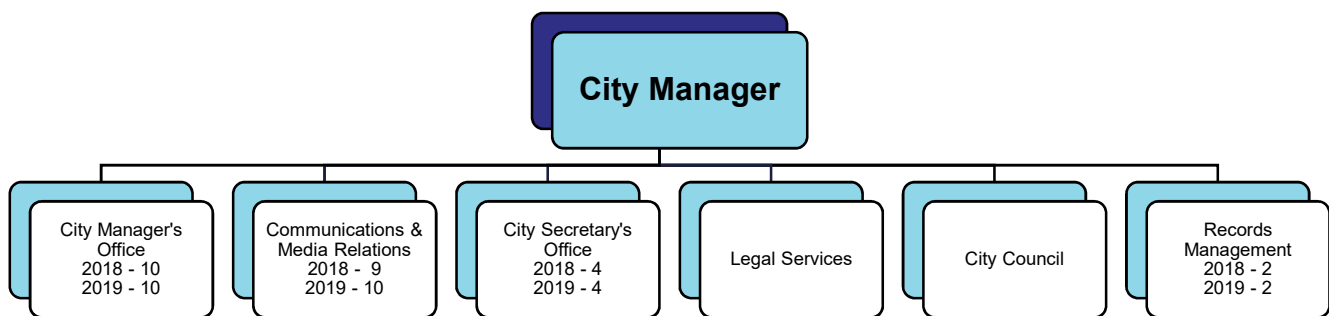 City Manager
City Manager's
Office
2018 - 10
2019 - 10
Communications &
Media Relations
2018 -  9
2019 - 10
City Secretary's
Office
2018 - 4
2019 - 4
Legal Services
City Council
Records
Management
2018 - 2
2019 - 2